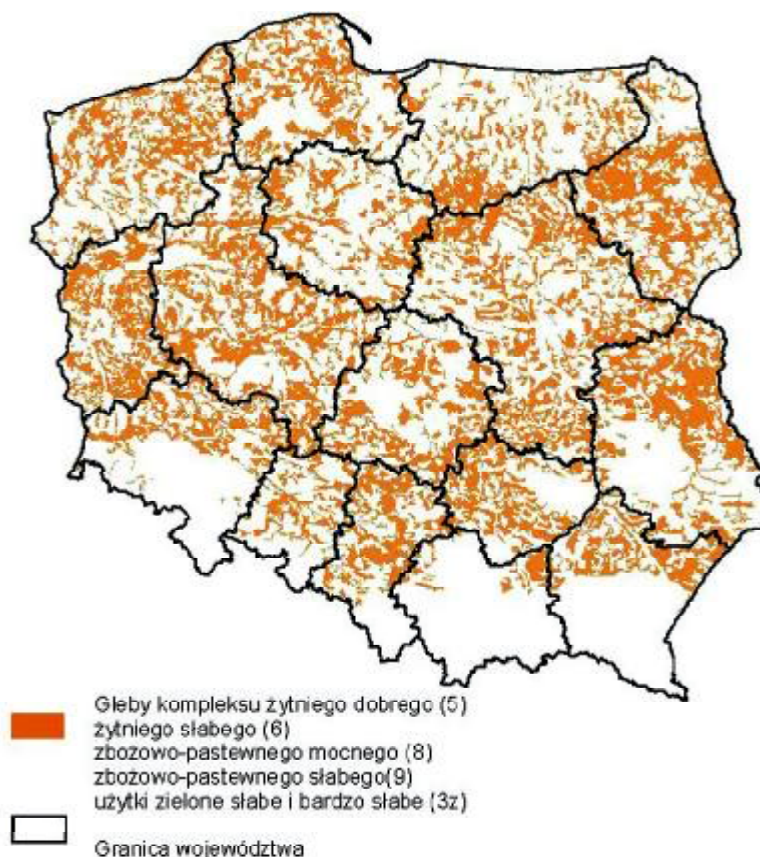 Gleby kompleksu żytniego dobrego (5)
żytniego słabego (6)
zbożowo-pastewnego mocnego (8)
zbożowo-pastewnego słabego(9)
użytki zielone słabe i bardzo słabe (3z)
Granica województwa